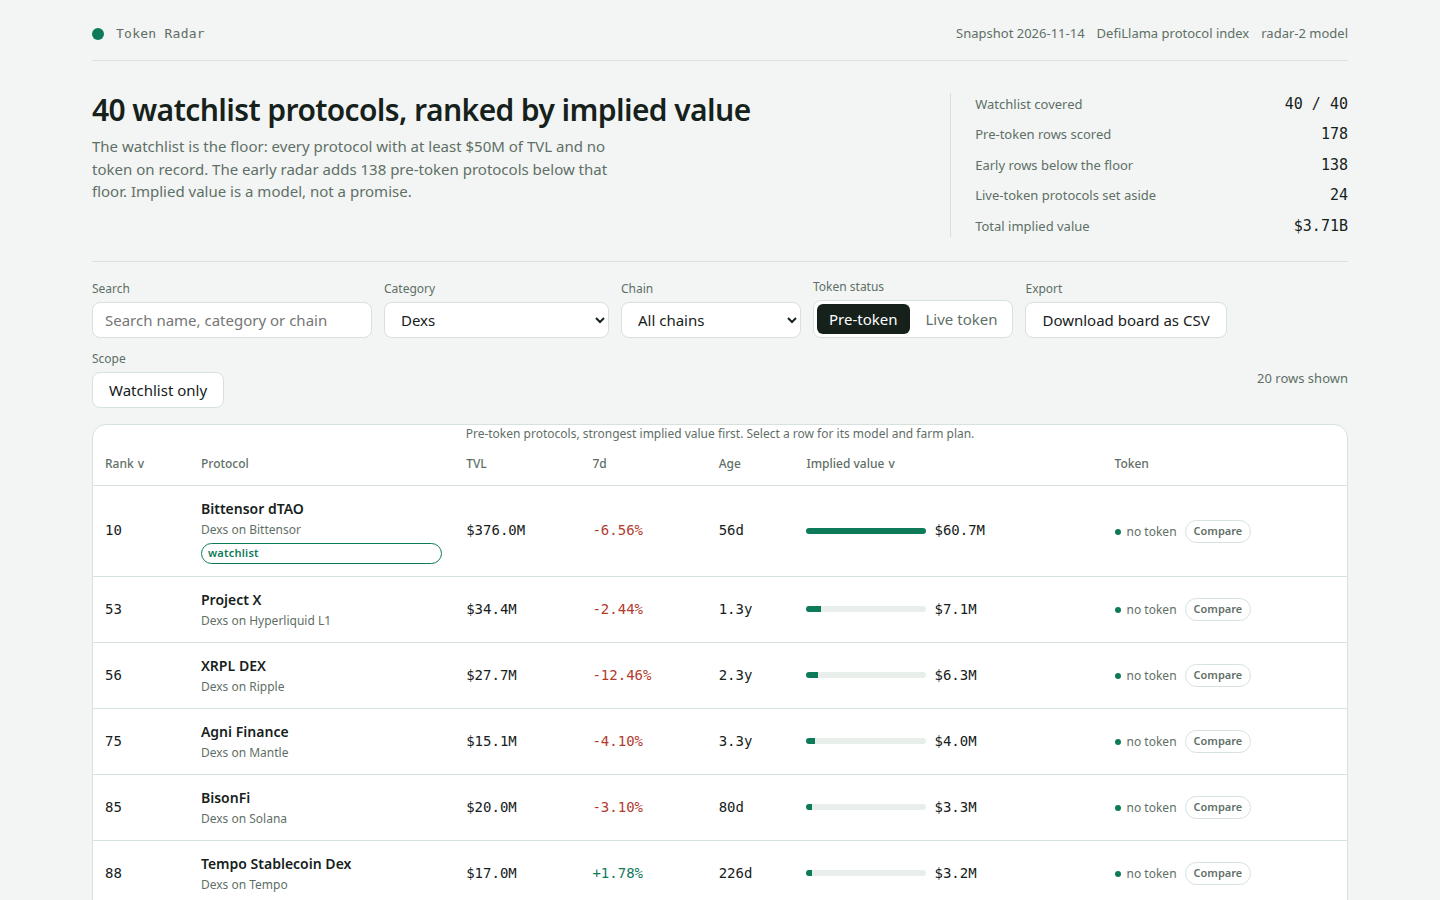 Token Radar
Snapshot 2026-11-14 DefiLlama protocol index radar-2 model
40 watchlist protocols, ranked by implied value
The watchlist is the floor: every protocol with at least $50M of TVL and no
token on record. The early radar adds 138 pre-token protocols below that
floor. Implied value is a model, not a promise.
Watchlist covered 40 / 40
Pre-token rows scored 178
Early rows below the floor 138
Live-token protocols set aside 24
Total implied value $3.71B
Search Category Chain Token status Export
Search name, category or chain Dexs All chains Pre-token Live token Download board as CSV
Scope
Watchlist only
20 rows shown
Pre-token protocols, strongest implied value first. Select a row for its model and farm plan.
Rank v Protocol TVL 7d Age Implied value v Token
Bittensor dTAO
10 Dexs on Bittensor $376.0M -6.56% 56d $60.7M no token Compare
watchlist
Project X
53 Dexs on Hyperliquid L1 $34.4M -2.44% 1.3y $7.1M no token Compare
XRPL DEX
56 Dexs on Ripple $27.7M -12.46% 2.3y $6.3M no token Compare
Agni Finance
75 Dexs on Mantle $15.1M -4.10% 3.3y $4.0M no token Compare
BisonFi
85 Dexs on Solana $20.0M -3.10% 80d $3.3M no token Compare
Tempo Stablecoin Dex
88 Dexs on Tempo $17.0M +1.78% 226d $3.2M no token Compare